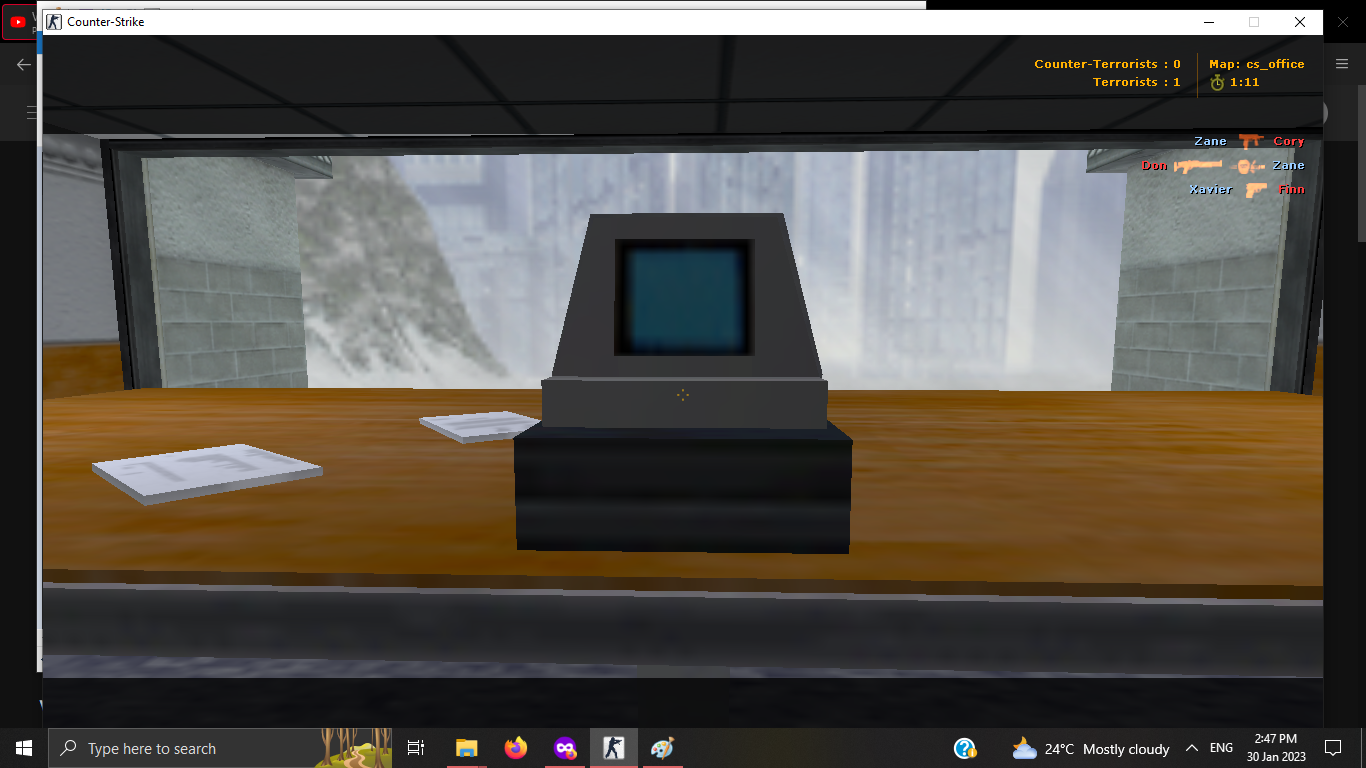 Counter-Strike
Counter-Terrorists : 0
Terrorists : 1
Map: cs_office
1:11
Zane Cory
Don Zane
Xavier Finn
Type here to search
24°C Mostly cloudy
ENG
2:47 PM
30 Jan 2023